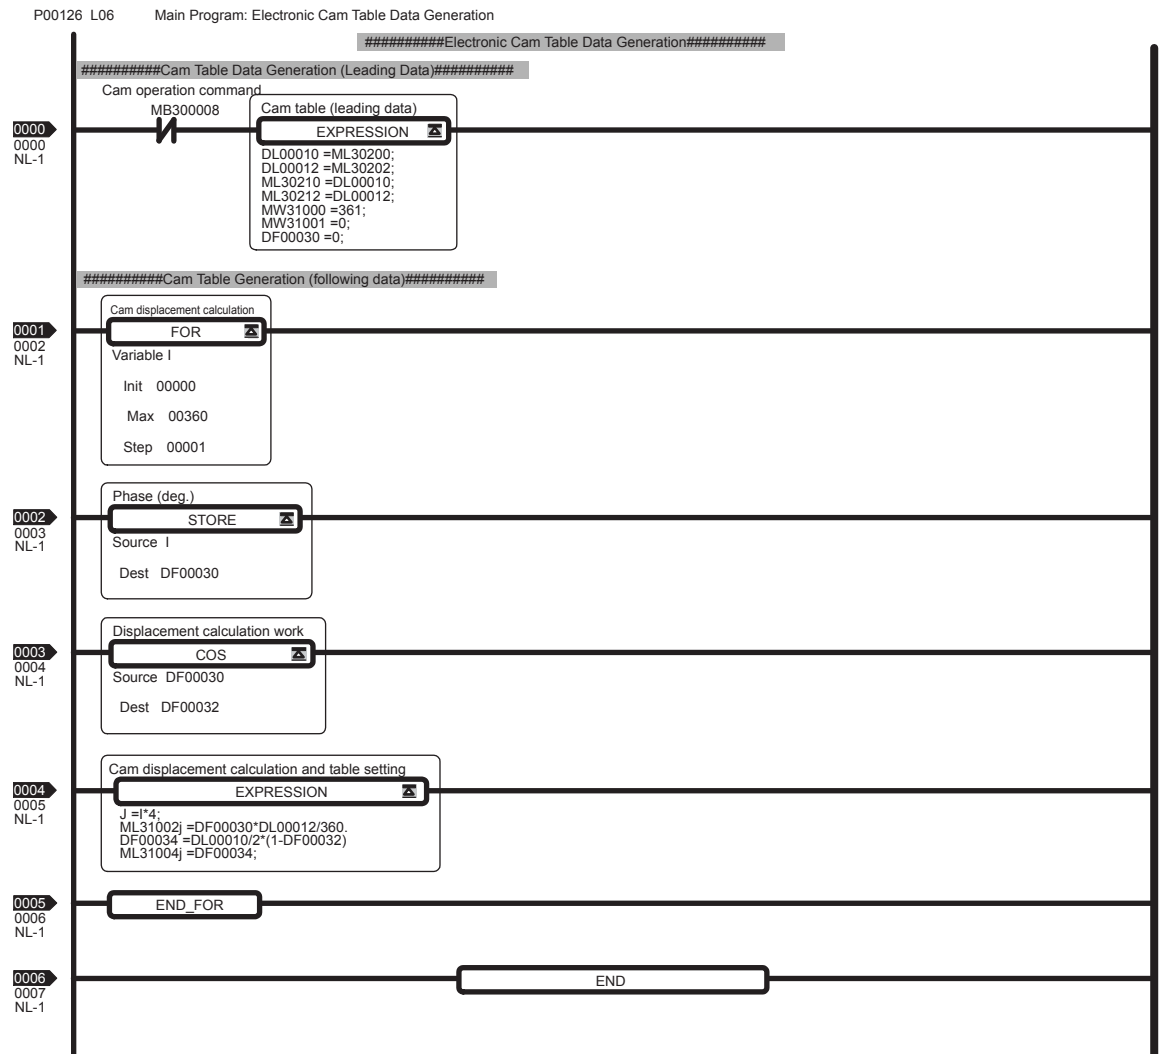 P00126 L06 Main Program: Electronic Cam Table Data Generation
##########Electronic Cam Table Data Generation##########
##########Cam Table Data Generation (Leading Data)##########
Cam operation command
MB300008
Cam table (leading data)
0000
EXPRESSION
0000
NL-1
DL00010 =ML30200;
DL00012 =ML30202;
ML30210 =DL00010;
ML30212 =DL00012;
MW31000 =361;
MW31001 =0;
DF00030 =0;
##########Cam Table Generation (following data)##########
Cam displacement calculation
0001
FOR
0002
NL-1
Variable I
Init 00000
Max 00360
Step 00001
Phase (deg.)
0002
STORE
0003
NL-1
Source I
Dest DF00030
Displacement calculation work
0003
COS
0004
NL-1
Source DF00030
Dest DF00032
Cam displacement calculation and table setting
0004
EXPRESSION
0005
NL-1
J =I*4;
ML31002j =DF00030*DL00012/360.
DF00034 =DL00010/2*(1-DF00032)
ML31004j =DF00034;
0005
END_FOR
0006
NL-1
0006
END
0007
NL-1